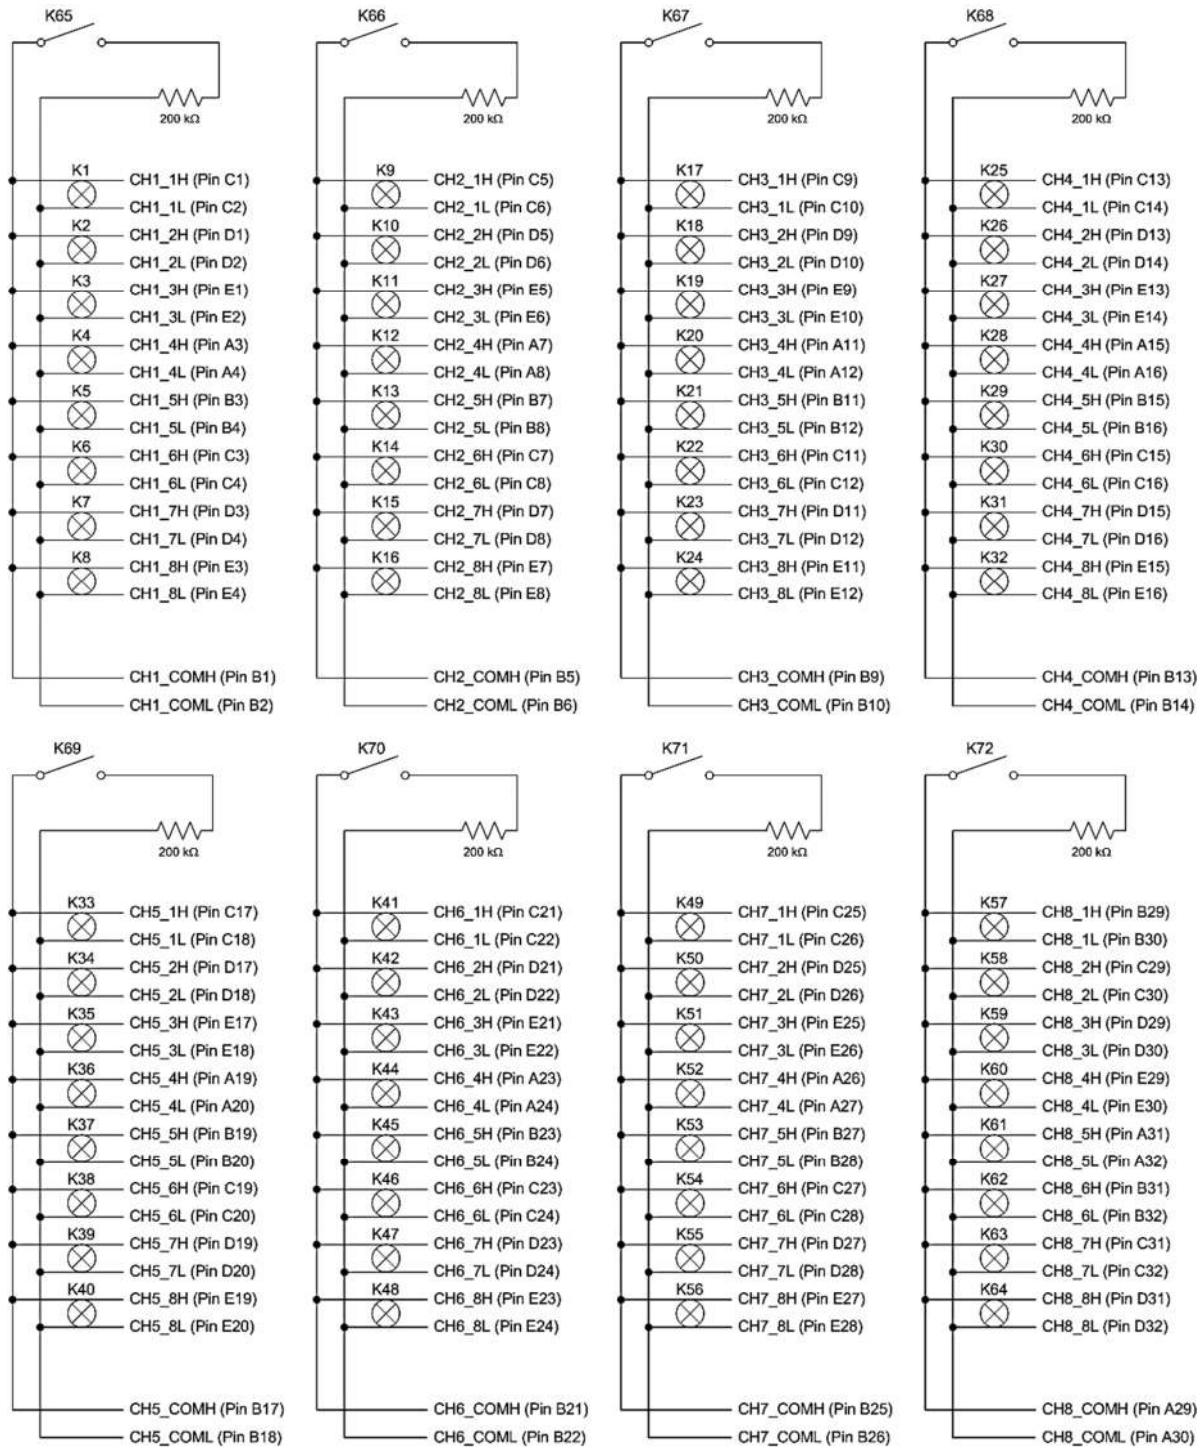 K65
200 kΩ
K1
CH1_1H (Pin C1)
CH1_1L (Pin C2)
K2
CH1_2H (Pin D1)
CH1_2L (Pin D2)
K3
CH1_3H (Pin E1)
CH1_3L (Pin E2)
K4
CH1_4H (Pin A3)
CH1_4L (Pin A4)
K5
CH1_5H (Pin B3)
CH1_5L (Pin B4)
K6
CH1_6H (Pin C3)
CH1_6L (Pin C4)
K7
CH1_7H (Pin D3)
CH1_7L (Pin D4)
K8
CH1_8H (Pin E3)
CH1_8L (Pin E4)
CH1_COMH (Pin B1)
CH1_COML (Pin B2)
K66
200 kΩ
K9
CH2_1H (Pin C5)
CH2_1L (Pin C6)
K10
CH2_2H (Pin D5)
CH2_2L (Pin D6)
K11
CH2_3H (Pin E5)
CH2_3L (Pin E6)
K12
CH2_4H (Pin A7)
CH2_4L (Pin A8)
K13
CH2_5H (Pin B7)
CH2_5L (Pin B8)
K14
CH2_6H (Pin C7)
CH2_6L (Pin C8)
K15
CH2_7H (Pin D7)
CH2_7L (Pin D8)
K16
CH2_8H (Pin E7)
CH2_8L (Pin E8)
CH2_COMH (Pin B5)
CH2_COML (Pin B6)
K67
200 kΩ
K17
CH3_1H (Pin C9)
CH3_1L (Pin C10)
K18
CH3_2H (Pin D9)
CH3_2L (Pin D10)
K19
CH3_3H (Pin E9)
CH3_3L (Pin E10)
K20
CH3_4H (Pin A11)
CH3_4L (Pin A12)
K21
CH3_5H (Pin B11)
CH3_5L (Pin B12)
K22
CH3_6H (Pin C11)
CH3_6L (Pin C12)
K23
CH3_7H (Pin D11)
CH3_7L (Pin D12)
K24
CH3_8H (Pin E11)
CH3_8L (Pin E12)
CH3_COMH (Pin B9)
CH3_COML (Pin B10)
K68
200 kΩ
K25
CH4_1H (Pin C13)
CH4_1L (Pin C14)
K26
CH4_2H (Pin D13)
CH4_2L (Pin D14)
K27
CH4_3H (Pin E13)
CH4_3L (Pin E14)
K28
CH4_4H (Pin A15)
CH4_4L (Pin A16)
K29
CH4_5H (Pin B15)
CH4_5L (Pin B16)
K30
CH4_6H (Pin C15)
CH4_6L (Pin C16)
K31
CH4_7H (Pin D15)
CH4_7L (Pin D16)
K32
CH4_8H (Pin E15)
CH4_8L (Pin E16)
CH4_COMH (Pin B13)
CH4_COML (Pin B14)
K69
200 kΩ
K33
CH5_1H (Pin C17)
CH5_1L (Pin C18)
K34
CH5_2H (Pin D17)
CH5_2L (Pin D18)
K35
CH5_3H (Pin E17)
CH5_3L (Pin E18)
K36
CH5_4H (Pin A19)
CH5_4L (Pin A20)
K37
CH5_5H (Pin B19)
CH5_5L (Pin B20)
K38
CH5_6H (Pin C19)
CH5_6L (Pin C20)
K39
CH5_7H (Pin D19)
CH5_7L (Pin D20)
K40
CH5_8H (Pin E19)
CH5_8L (Pin E20)
CH5_COMH (Pin B17)
CH5_COML (Pin B18)
K70
200 kΩ
K41
CH6_1H (Pin C21)
CH6_1L (Pin C22)
K42
CH6_2H (Pin D21)
CH6_2L (Pin D22)
K43
CH6_3H (Pin E21)
CH6_3L (Pin E22)
K44
CH6_4H (Pin A23)
CH6_4L (Pin A24)
K45
CH6_5H (Pin B23)
CH6_5L (Pin B24)
K46
CH6_6H (Pin C23)
CH6_6L (Pin C24)
K47
CH6_7H (Pin D23)
CH6_7L (Pin D24)
K48
CH6_8H (Pin E23)
CH6_8L (Pin E24)
CH6_COMH (Pin B21)
CH6_COML (Pin B22)
K71
200 kΩ
K49
CH7_1H (Pin C25)
CH7_1L (Pin C26)
K50
CH7_2H (Pin D25)
CH7_2L (Pin D26)
K51
CH7_3H (Pin E25)
CH7_3L (Pin E26)
K52
CH7_4H (Pin A26)
CH7_4L (Pin A27)
K53
CH7_5H (Pin B27)
CH7_5L (Pin B28)
K54
CH7_6H (Pin C27)
CH7_6L (Pin C28)
K55
CH7_7H (Pin D27)
CH7_7L (Pin D28)
K56
CH7_8H (Pin E27)
CH7_8L (Pin E28)
CH7_COMH (Pin B25)
CH7_COML (Pin B26)
K72
200 kΩ
K57
CH8_1H (Pin B29)
CH8_1L (Pin B30)
K58
CH8_2H (Pin C29)
CH8_2L (Pin C30)
K59
CH8_3H (Pin D29)
CH8_3L (Pin D30)
K60
CH8_4H (Pin E29)
CH8_4L (Pin E30)
K61
CH8_5H (Pin A31)
CH8_5L (Pin A32)
K62
CH8_6H (Pin B31)
CH8_6L (Pin B32)
K63
CH8_7H (Pin C31)
CH8_7L (Pin C32)
K64
CH8_8H (Pin D31)
CH8_8L (Pin D32)
CH8_COMH (Pin A29)
CH8_COML (Pin A30)